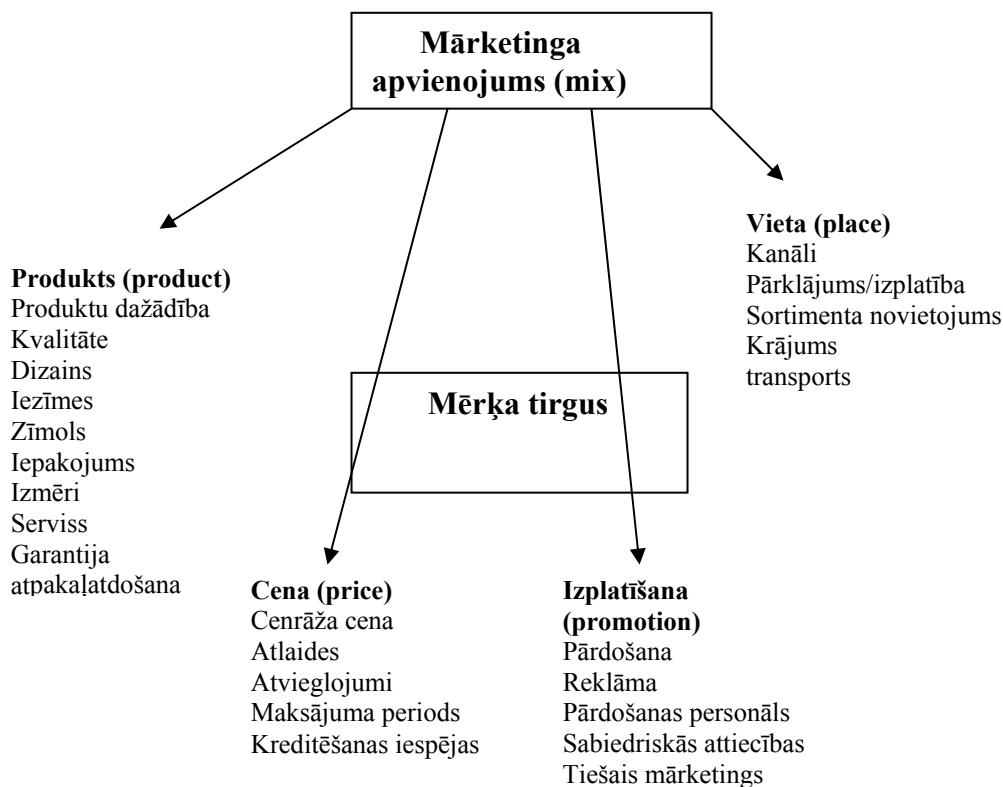 Mārketinga
apvienojums (mix)
Vieta (place)
Kanāli
Pārklājums/izplatība
Sortimenta novietojums
Krājums
transports
Produkts (product)
Produktu dažādība
Kvalitāte
Dizains
Iezīmes
Zīmols
Iepakojums
Izmēri
Serviss
Garantija
atpakaļatdošana
Mērķa tirgus
Cena (price)
Cenrāža cena
Atlaides
Atvieglojumi
Maksājuma periods
Kreditēšanas iespējas
Izplatīšana
(promotion)
Pārdošana
Reklāma
Pārdošanas personāls
Sabiedriskās attiecības
Tiešais mārketings